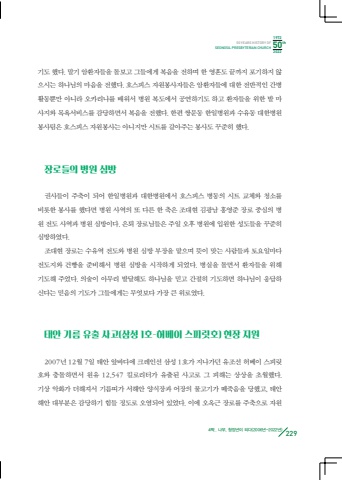 1972
50 YEARS HISTORY OF
SEONGSIL PRESBYTERIAN CHURCH
50th
2022
기도 했다. 말기 암환자들을 돌보고 그들에게 복음을 전하며 한 영혼도 끝까지 포기하지 않
으시는 하나님의 마음을 전했다. 호스피스 자원봉사자들은 암환자들에 대한 전반적인 간병
활동뿐만 아니라 오카리나를 배워서 병원 복도에서 공연하기도 하고 환자들을 위한 발 마
사지와 목욕서비스를 감당하면서 복음을 전했다. 한편 쌍문동 한일병원과 수유동 대한병원
봉사팀은 호스피스 자원봉사는 아니지만 시트를 갈아주는 봉사도 꾸준히 했다.
장로들의 병원 심방
권사들이 주축이 되어 한일병원과 대한병원에서 호스피스 병동의 시트 교체와 청소를
비롯한 봉사를 했다면 병원 사역의 또 다른 한 축은 조대현 김광남 홍영준 장로 중심의 병
원 전도 사역과 병원 심방이다. 은퇴 장로님들은 주일 오후 병원에 입원한 성도들을 꾸준히
심방하였다.
조대현 장로는 수유역 전도와 병원 심방 부장을 맡으며 뜻이 맞는 사람들과 토요일마다
전도지와 건빵을 준비해서 병원 심방을 시작하게 되었다. 병실을 돌면서 환자들을 위해
기도해 주었다. 의술이 아무리 발달해도 하나님을 믿고 간절히 기도하면 하나님이 응답하
신다는 믿음의 기도가 그들에게는 무엇보다 가장 큰 위로였다.
태안 기름 유출 사고(삼성 1호-허베이 스피릿호) 현장 지원
2007년 12월 7일 태안 앞바다에 크레인선 삼성 1호가 지나가던 유조선 허베이 스피릿
호와 충돌하면서 원유 12,547 킬로리터가 유출된 사고로 그 피해는 상상을 초월했다.
기상 악화가 더해져서 기름띠가 서해안 양식장과 어장의 물고기가 떼죽음을 당했고, 태안
해안 대부분은 감당하기 힘들 정도로 오염되어 있었다. 이에 오육근 장로를 주축으로 자원
229